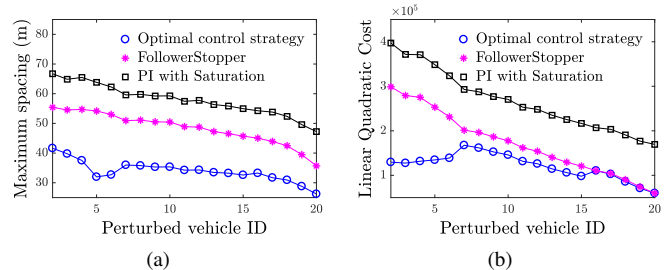 80
70
60
50
40
30
5
10
15
20
Maximum spacing (m)
Perturbed vehicle ID
Optimal control strategy
FollowerStopper
PI with Saturation
(a)
×10⁵
4
3
2
1
5
10
15
20
Linear Quadratic Cost
Perturbed vehicle ID
Optimal control strategy
FollowerStopper
PI with Saturation
(b)